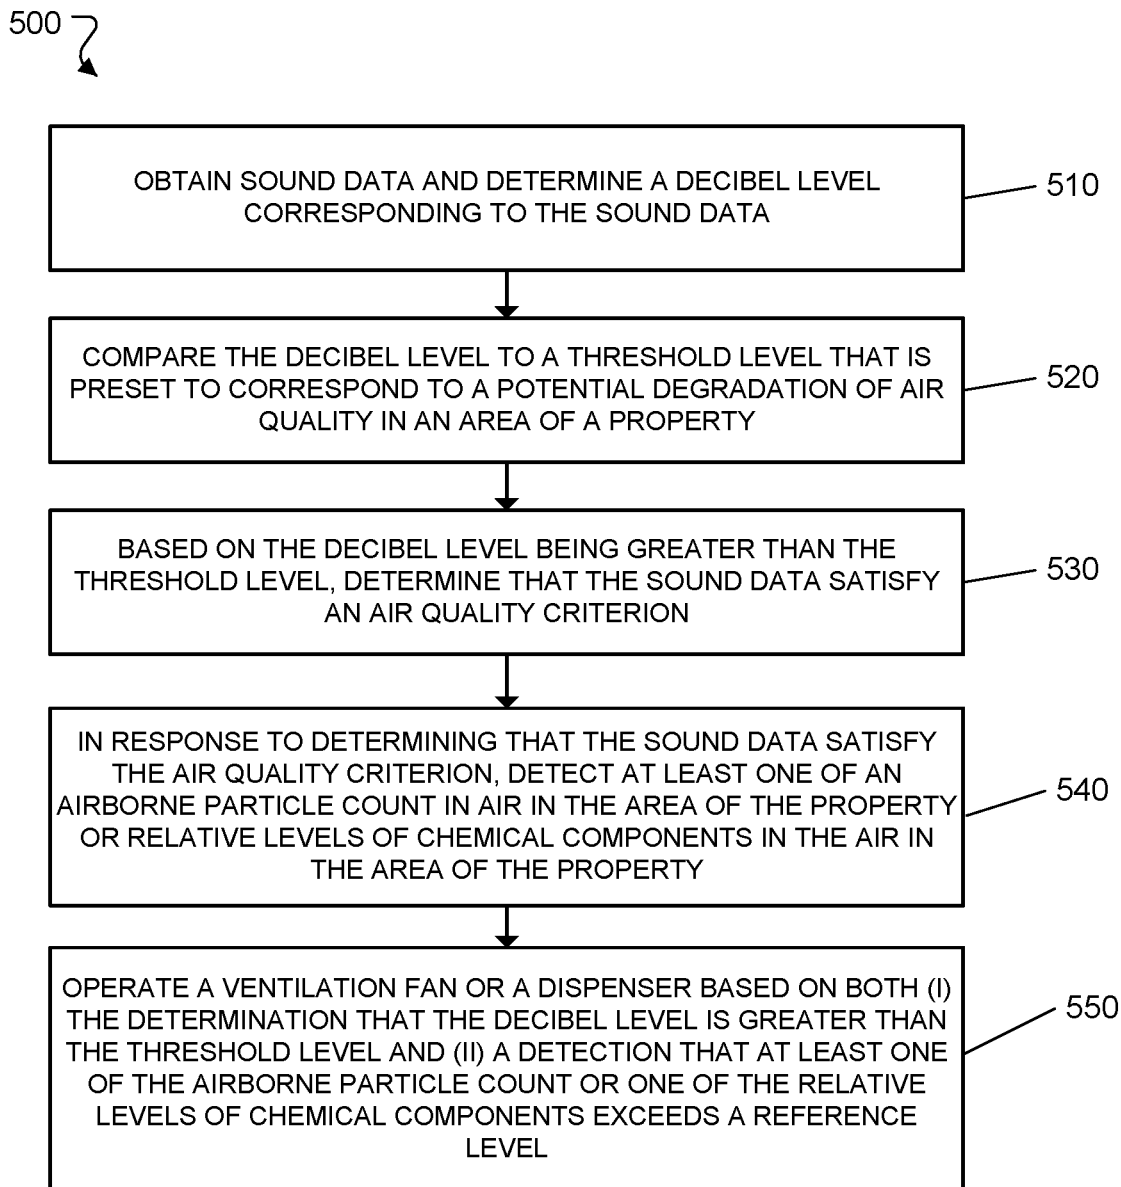 500
OBTAIN SOUND DATA AND DETERMINE A DECIBEL LEVEL
CORRESPONDING TO THE SOUND DATA
510
COMPARE THE DECIBEL LEVEL TO A THRESHOLD LEVEL THAT IS
PRESET TO CORRESPOND TO A POTENTIAL DEGRADATION OF AIR
QUALITY IN AN AREA OF A PROPERTY
520
BASED ON THE DECIBEL LEVEL BEING GREATER THAN THE
THRESHOLD LEVEL, DETERMINE THAT THE SOUND DATA SATISFY
AN AIR QUALITY CRITERION
530
IN RESPONSE TO DETERMINING THAT THE SOUND DATA SATISFY
THE AIR QUALITY CRITERION, DETECT AT LEAST ONE OF AN
AIRBORNE PARTICLE COUNT IN AIR IN THE AREA OF THE PROPERTY
OR RELATIVE LEVELS OF CHEMICAL COMPONENTS IN THE AIR IN
THE AREA OF THE PROPERTY
540
OPERATE A VENTILATION FAN OR A DISPENSER BASED ON BOTH (I)
THE DETERMINATION THAT THE DECIBEL LEVEL IS GREATER THAN
THE THRESHOLD LEVEL AND (II) A DETECTION THAT AT LEAST ONE
OF THE AIRBORNE PARTICLE COUNT OR ONE OF THE RELATIVE
LEVELS OF CHEMICAL COMPONENTS EXCEEDS A REFERENCE
LEVEL
550